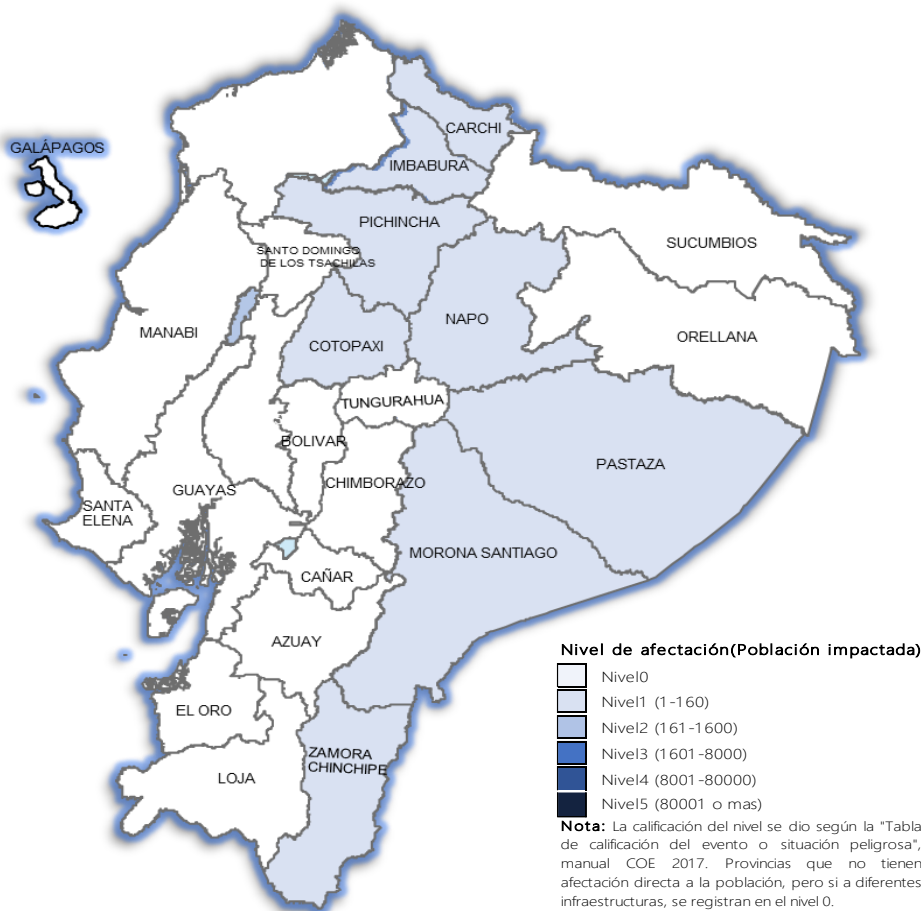 CARCHI
GALÁPAGOS
IMBABURA
PICHINCHA
SUCUMBIOS
SANTO DOMINGO
DE LOS TSACHILAS
NAPO
MANABI
ORELLANA
COTOPAXI
TUNGURAHUA
BOLIVAR
PASTAZA
CHIMBORAZO
GUAYAS
SANTA
ELENA
MORONA SANTIAGO
CAÑAR
AZUAY
EL ORO
ZAMORA
CHINCHIPE
LOJA
Nivel de afectación(Población impactada)
Nivel0
Nivel1 (1-160)
Nivel2 (161-1600)
Nivel3 (1601-8000)
Nivel4 (8001-80000)
Nivel5 (80001 o mas)
Nota: La calificación del nivel se dio según la "Tabla
de calificación del evento o situación peligrosa",
manual COE 2017. Provincias que no tienen
afectación directa a la población, pero si a diferentes
infraestructuras, se registran en el nivel 0.